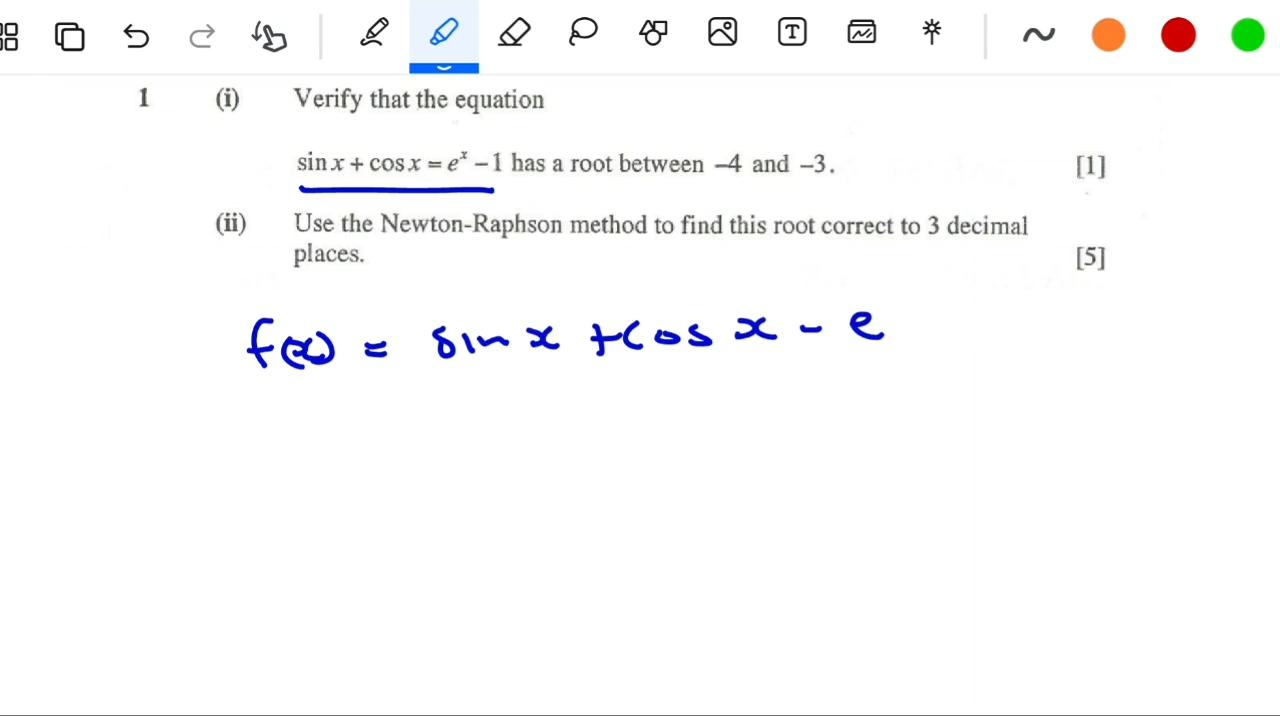 1 (i) Verify that the equation
sin x + cos x = eˣ − 1 has a root between −4 and −3. [1]
(ii) Use the Newton-Raphson method to find this root correct to 3 decimal
places. [5]
f(x) = sin x + cos x − e